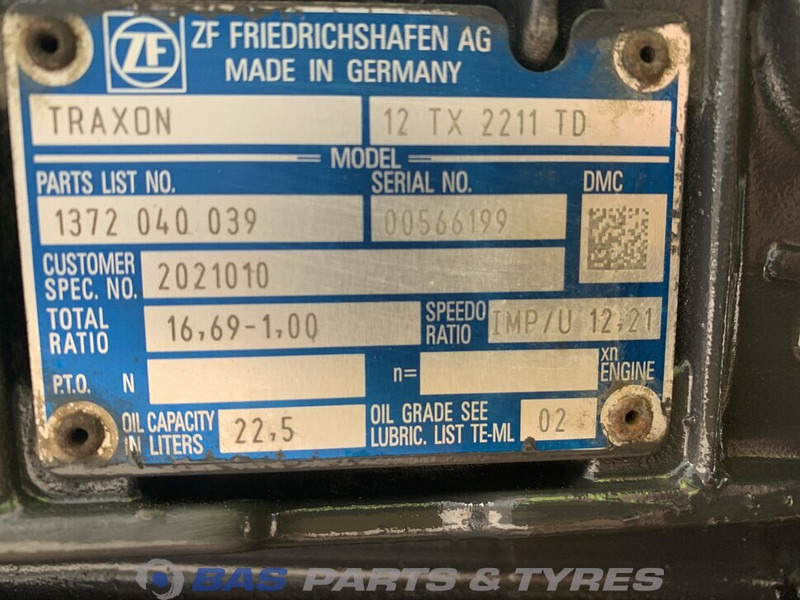 ZF
ZF FRIEDRICHSHAFEN AG
MADE IN GERMANY
TRAXON
12 TX 2211 TD
MODEL
PARTS LIST NO.
SERIAL NO.
DMC
1372 040 039
00566199
CUSTOMER
SPEC. NO.
2021010
TOTAL
RATIO
16,69-1,00
SPEEDO
RATIO
IMP/U 12,21
P.T.O.
N
n=
xn
ENGINE
OIL CAPACITY
IN LITERS
22,5
OIL GRADE SEE
LUBRIC. LIST TE-ML
02
BAS PARTS & TYRES